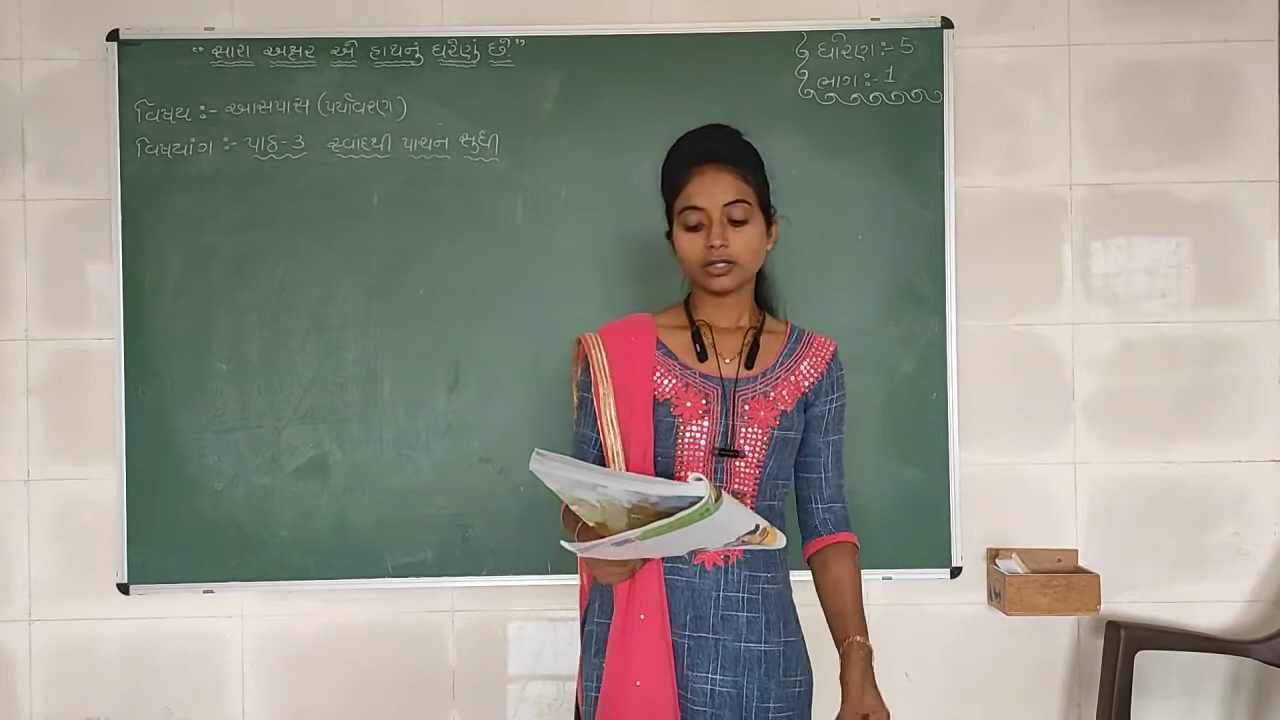 “ સારા અક્ષર એ હાથનું ઘરેણું છે”
ધોરણ :- 5
ભાગ :- 1
વિષય :- આસપાસ (પર્યાવરણ)
વિષયાંગ :- પાઠ-3 સ્વાદથી પાચન સુધી